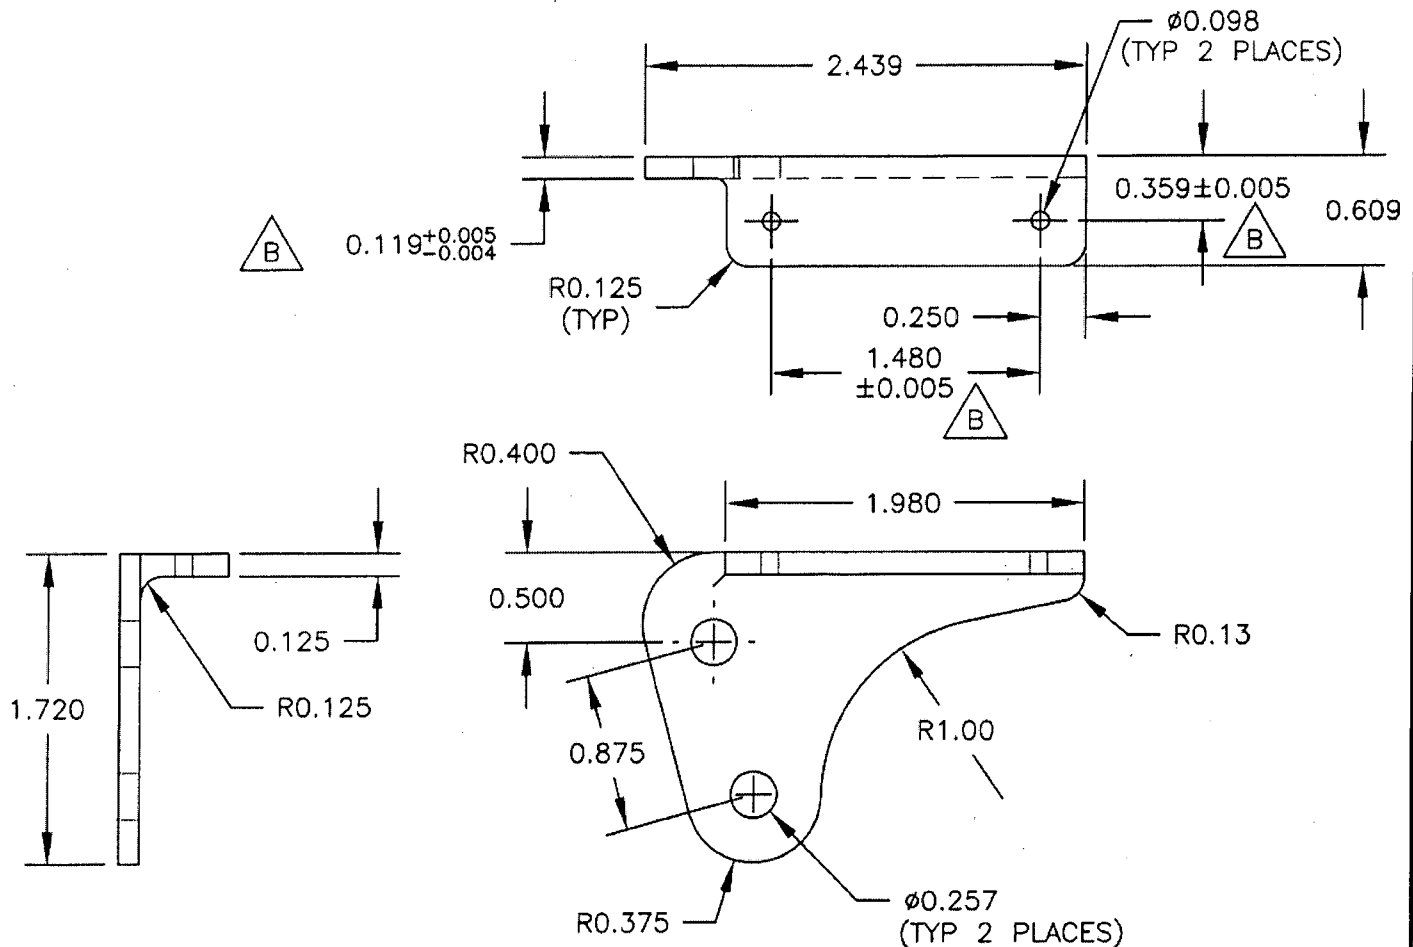 ø0.098
(TYP 2 PLACES)
2.439
0.359±0.005
0.609
B
0.119+0.005
-0.004
B
R0.125
(TYP)
0.250
1.480
±0.005
B
R0.400
1.980
0.500
0.125
R0.13
1.720
R0.125
R1.00
0.875
R0.375
ø0.257
(TYP 2 PLACES)